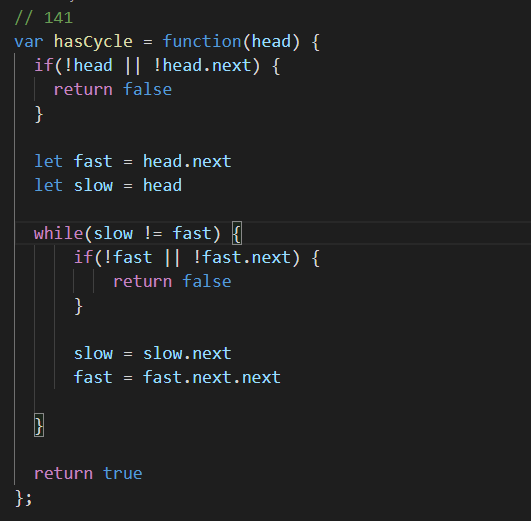 // 141
var hasCycle = function(head) {
  if(!head || !head.next) {
    return false
  }
  let fast = head.next
  let slow = head
  while(slow != fast) {
      if(!fast || !fast.next) {
          return false
      }
      slow = slow.next
      fast = fast.next.next
  }
  return true
};